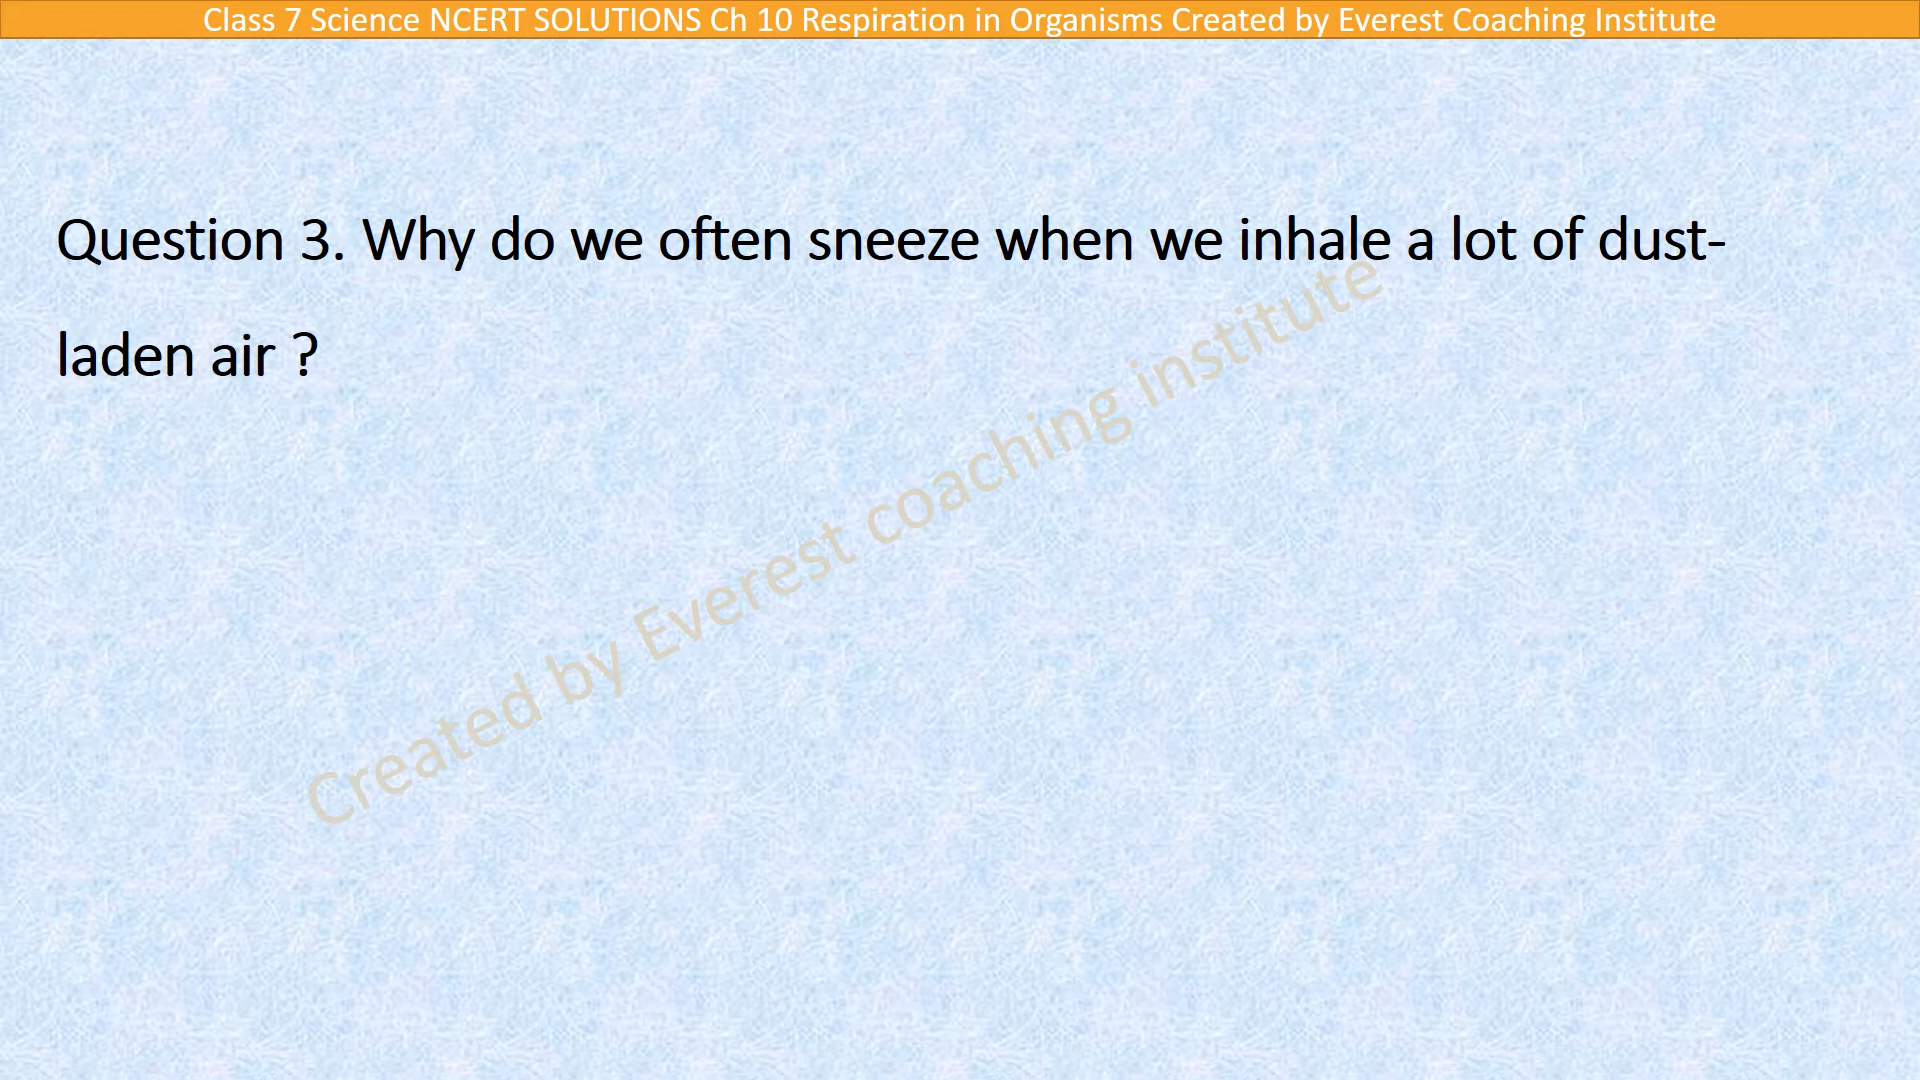 Class 7 Science NCERT SOLUTIONS Ch 10 Respiration in Organisms Created by Everest Coaching Institute
Question 3. Why do we often sneeze when we inhale a lot of dust-
laden air ?
Created by Everest coaching institute